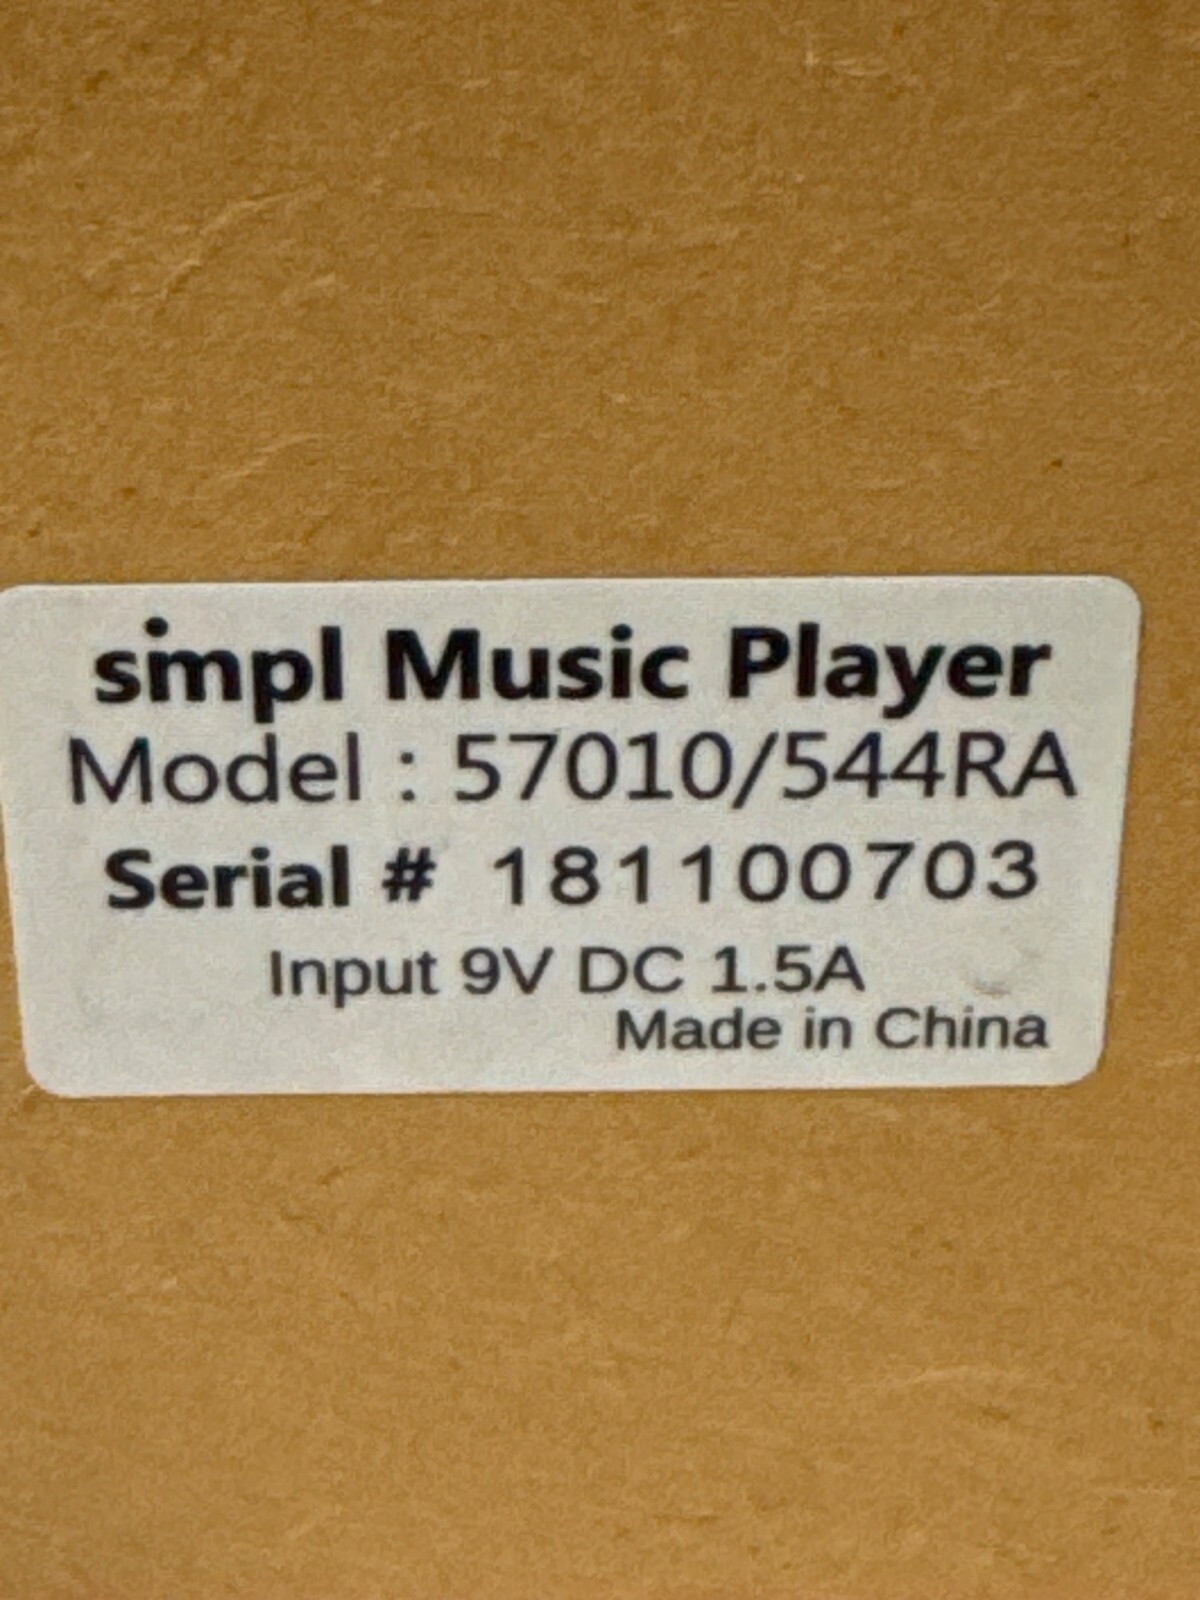 simpl Music Player
Model : 57010/544RA
Serial # 181100703
Input 9V DC 1.5A
Made in China